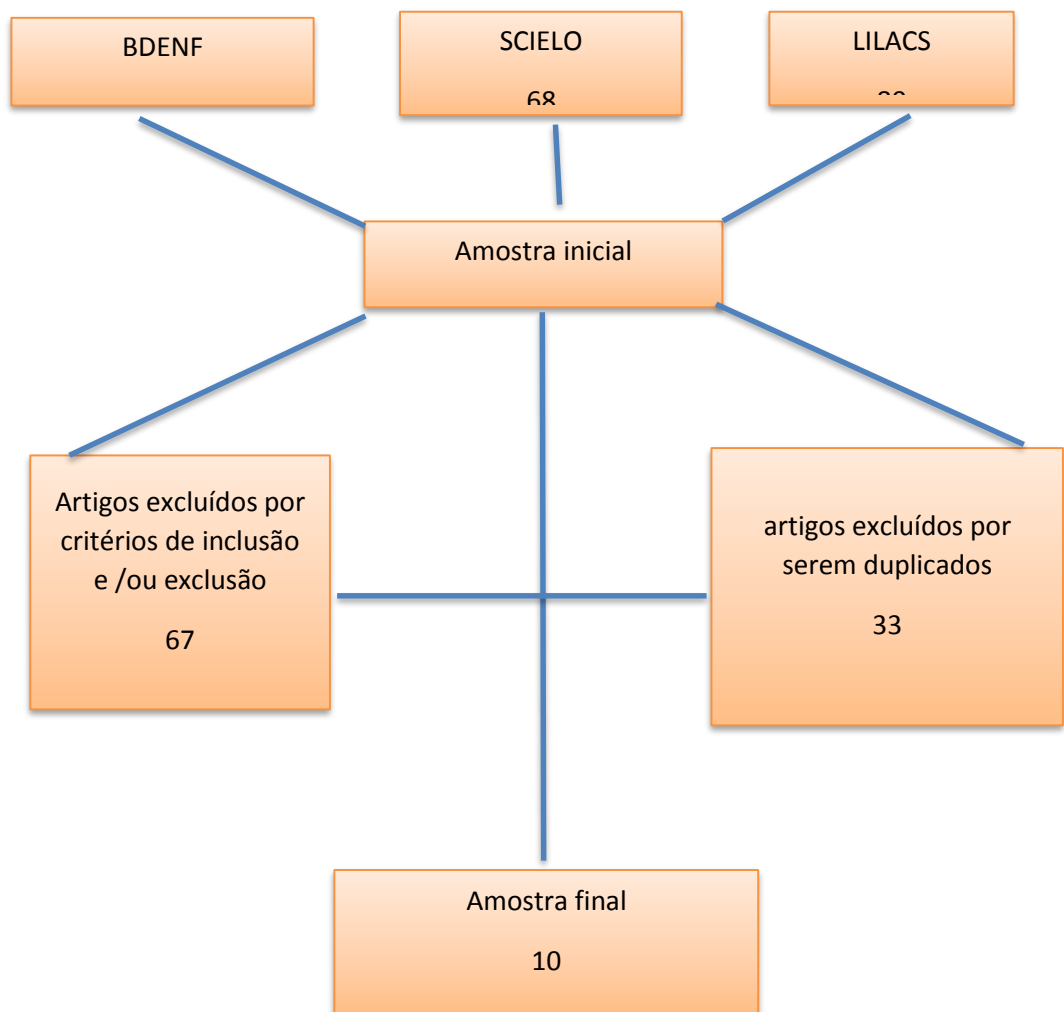 BDENF
SCIELO
68
LILACS
Amostra inicial
Artigos excluídos por
critérios de inclusão
e /ou exclusão
67
artigos excluídos por
serem duplicados
33
Amostra final
10